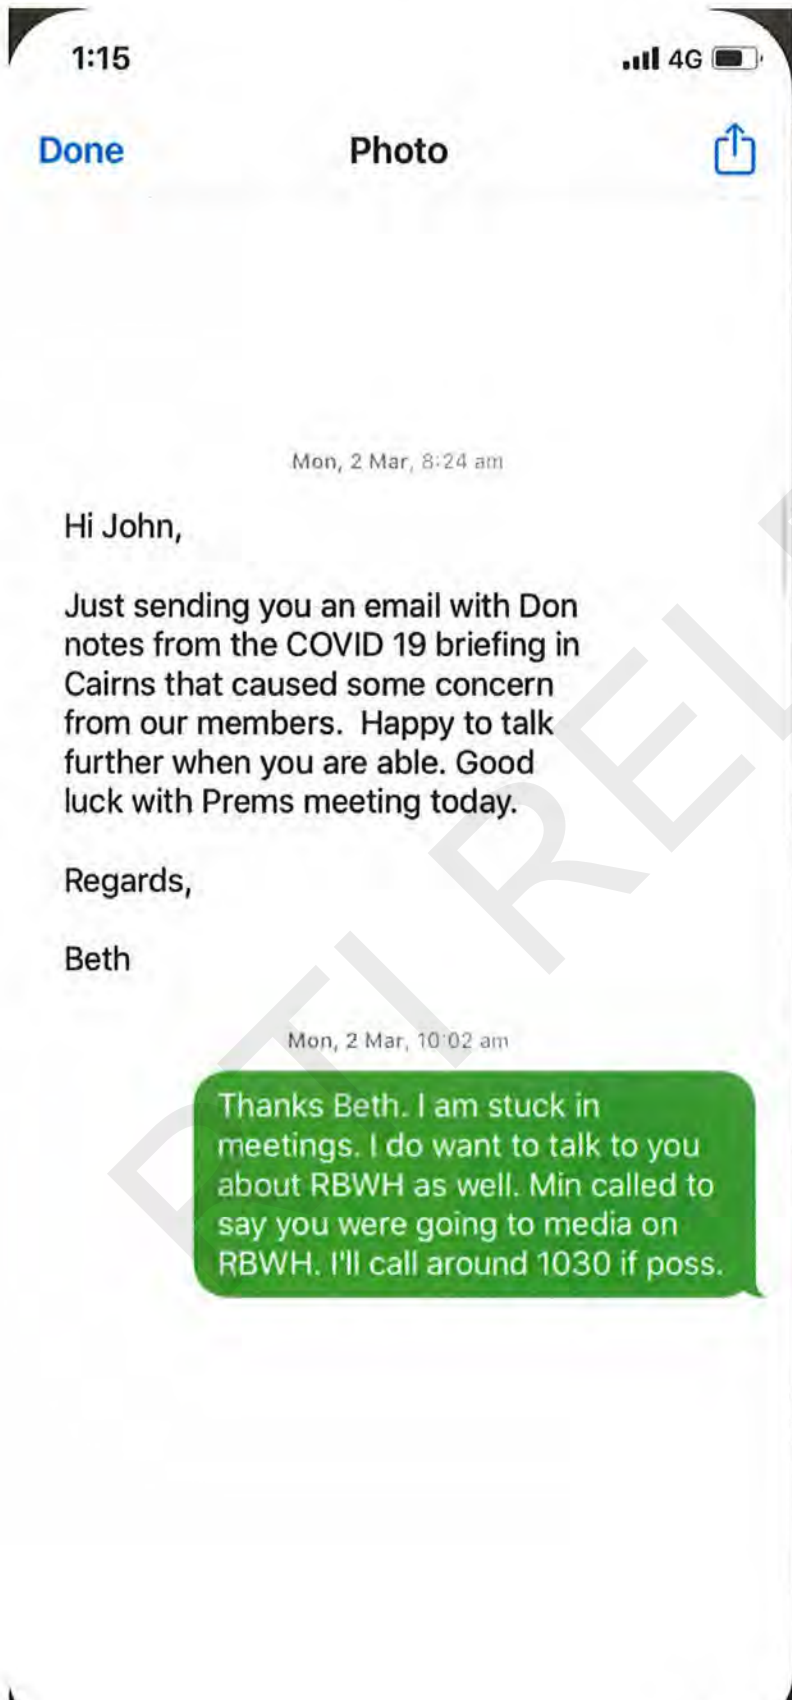 1:15
4G
Done
Photo
Mon, 2 Mar, 8:24 am
Hi John,
Just sending you an email with Don
notes from the COVID 19 briefing in
Cairns that caused some concern
from our members.  Happy to talk
further when you are able. Good
luck with Prems meeting today.
Regards,
Beth
Mon, 2 Mar, 10:02 am
Thanks Beth. I am stuck in
meetings. I do want to talk to you
about RBWH as well. Min called to
say you were going to media on
RBWH. I'll call around 1030 if poss.
RTI REL